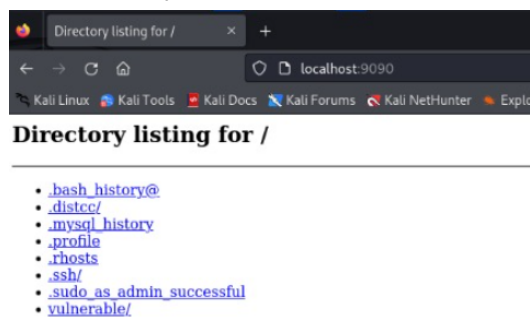 Directory listing for / × +
localhost:9090
Kali Linux Kali Tools Kali Docs Kali Forums Kali NetHunter
Directory listing for /
.bash_history@
.distcc/
.mysql_history
.profile
.rhosts
.ssh/
.sudo_as_admin_successful
vulnerable/